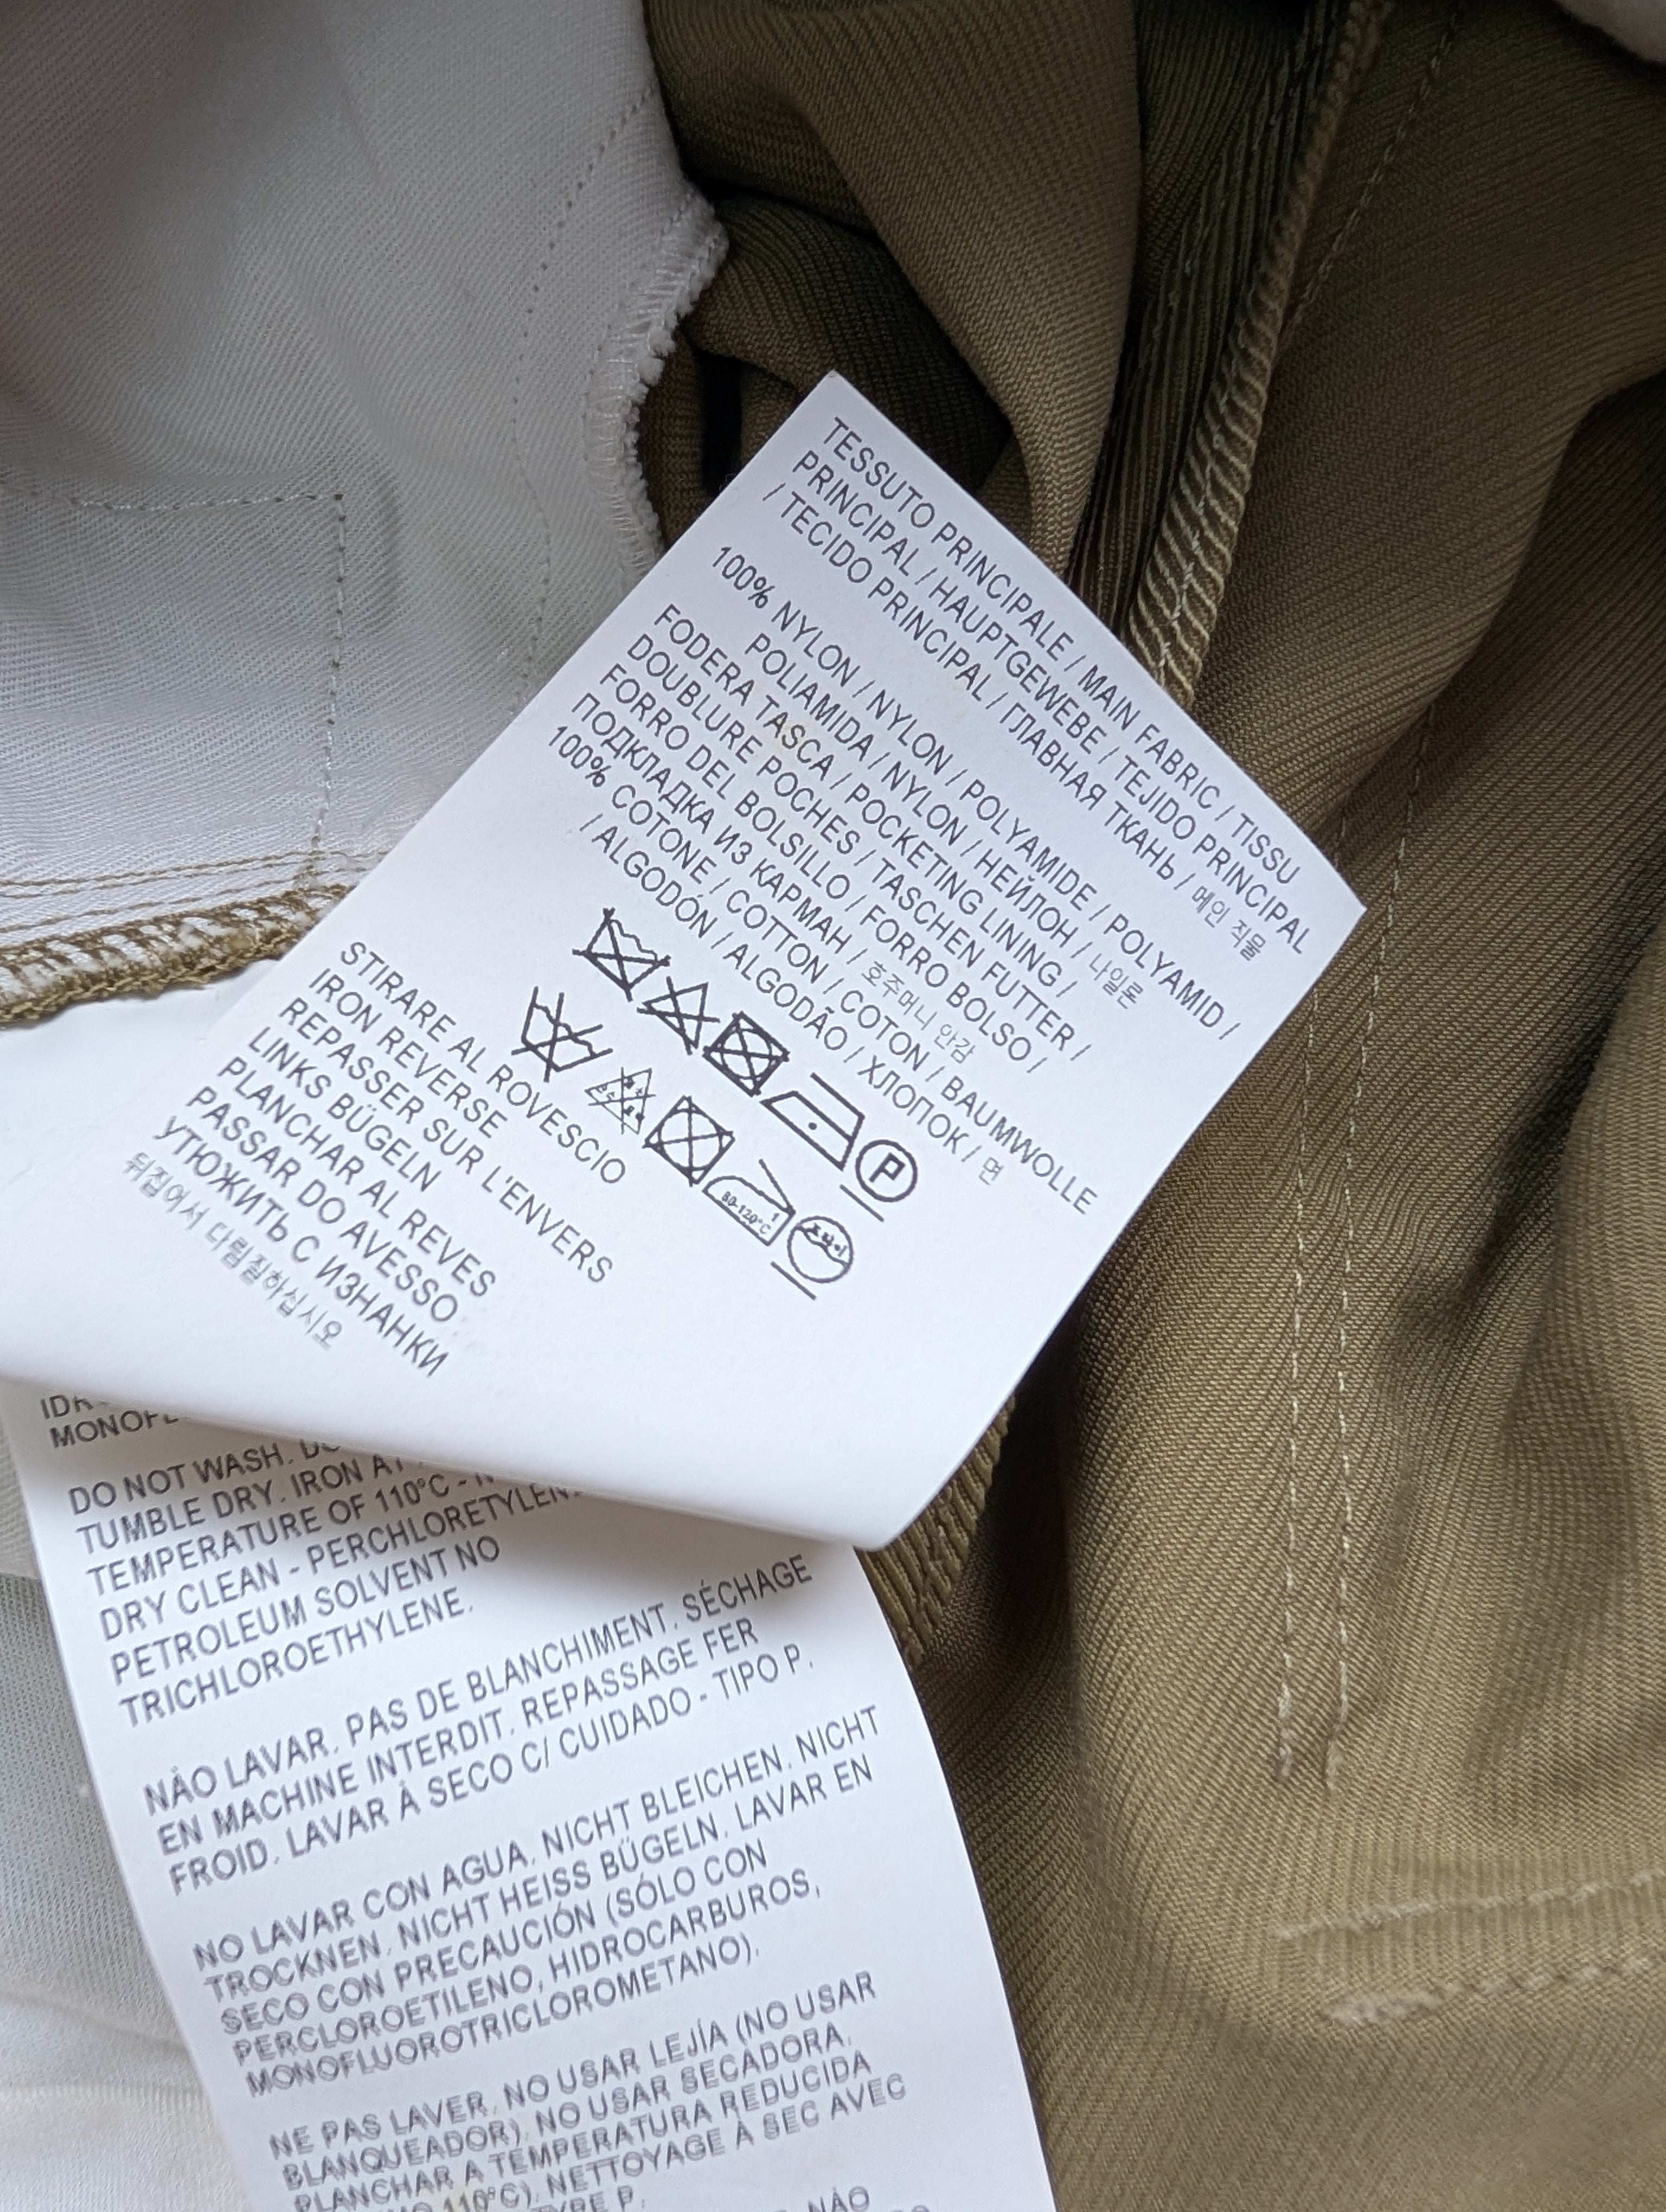 TESSUTO PRINCIPALE / MAIN FABRIC / TISSU
PRINCIPAL / HAUPTGEWEBE / TEJIDO PRINCIPAL
/ TECIDO PRINCIPAL / ГЛАВНАЯ ТКАНЬ / 메인 직물
100% NYLON / NYLON / POLYAMIDE / POLYAMID /
POLIAMIDA / NYLON / НЕЙЛОН / 나일론
FODERA TASCA / POCKETING LINING /
DOUBLURE POCHES / TASCHEN FUTTER /
FORRO DEL BOLSILLO / FORRO BOLSO /
ПОДКЛАДКА ИЗ КАРМАН / 호주머니 안감
100% COTONE / COTTON / COTON / BAUMWOLLE
/ ALGODÓN / ALGODÃO / ХЛОПОК / 면
P
80-120°C
1
드라이
STIRARE AL ROVESCIO
IRON REVERSE
REPASSER SUR L'ENVERS
LINKS BÜGELN
PLANCHAR AL REVES
PASSAR DO AVESSO
УТЮЖИТЬ С ИЗНАНКИ
뒤집어서 다림질하십시오
DO NOT WASH.
TUMBLE DRY. IRON AT
TEMPERATURE OF 110°C -
DRY CLEAN - PERCHLORETYLEN
PETROLEUM SOLVENT NO
TRICHLOROETHYLENE.
NÃO LAVAR. PAS DE BLANCHIMENT. SÉCHAGE
EN MACHINE INTERDIT. REPASSAGE FER
FROID. LAVAR À SECO C/ CUIDADO - TIPO P.
NO LAVAR CON AGUA. NICHT BLEICHEN. NICHT
TROCKNEN. NICHT HEISS BÜGELN. LAVAR EN
SECO CON PRECAUCIÓN (SÓLO CON
PERCLOROETILENO, HIDROCARBUROS,
MONOFLUOROTRICLOROMETANO).
NE PAS LAVER. NO USAR LEJÍA (NO USAR
BLANQUEADOR). NO USAR SECADORA.
PLANCHAR A TEMPERATURA REDUCIDA
110°C). NETTOYAGE À SEC AVEC
TYPE P.
NÃO